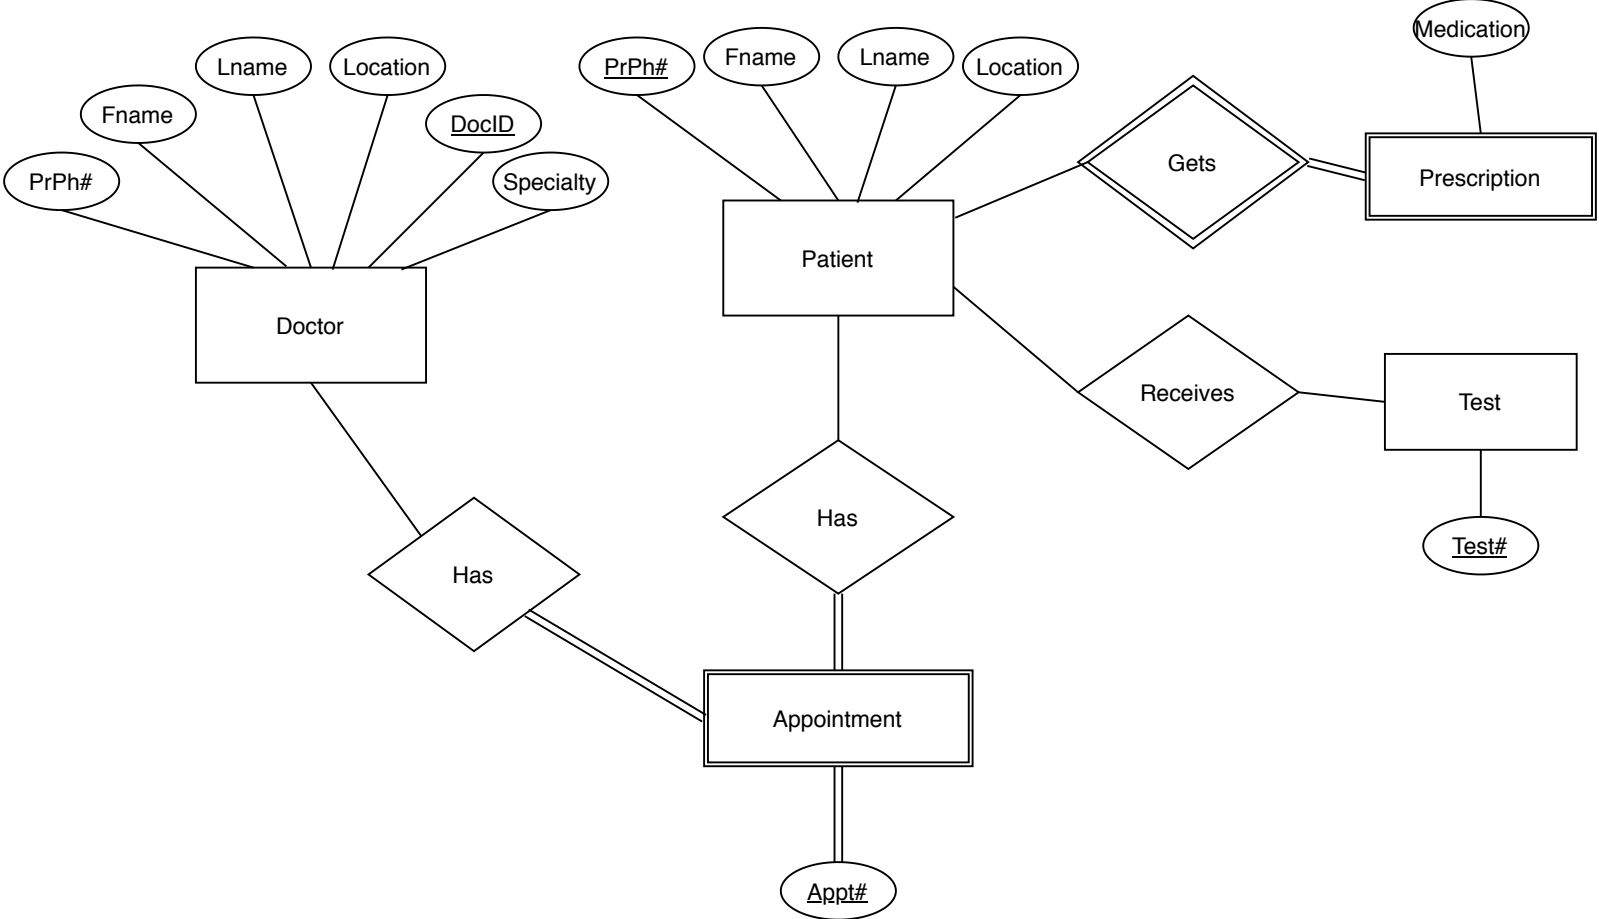 Medication
Lname
Location
PrPh#
Fname
Lname
Location
Fname
DocID
PrPh#
Specialty
Gets
Prescription
Patient
Doctor
Receives
Test
Has
Test#
Has
Appointment
Appt#